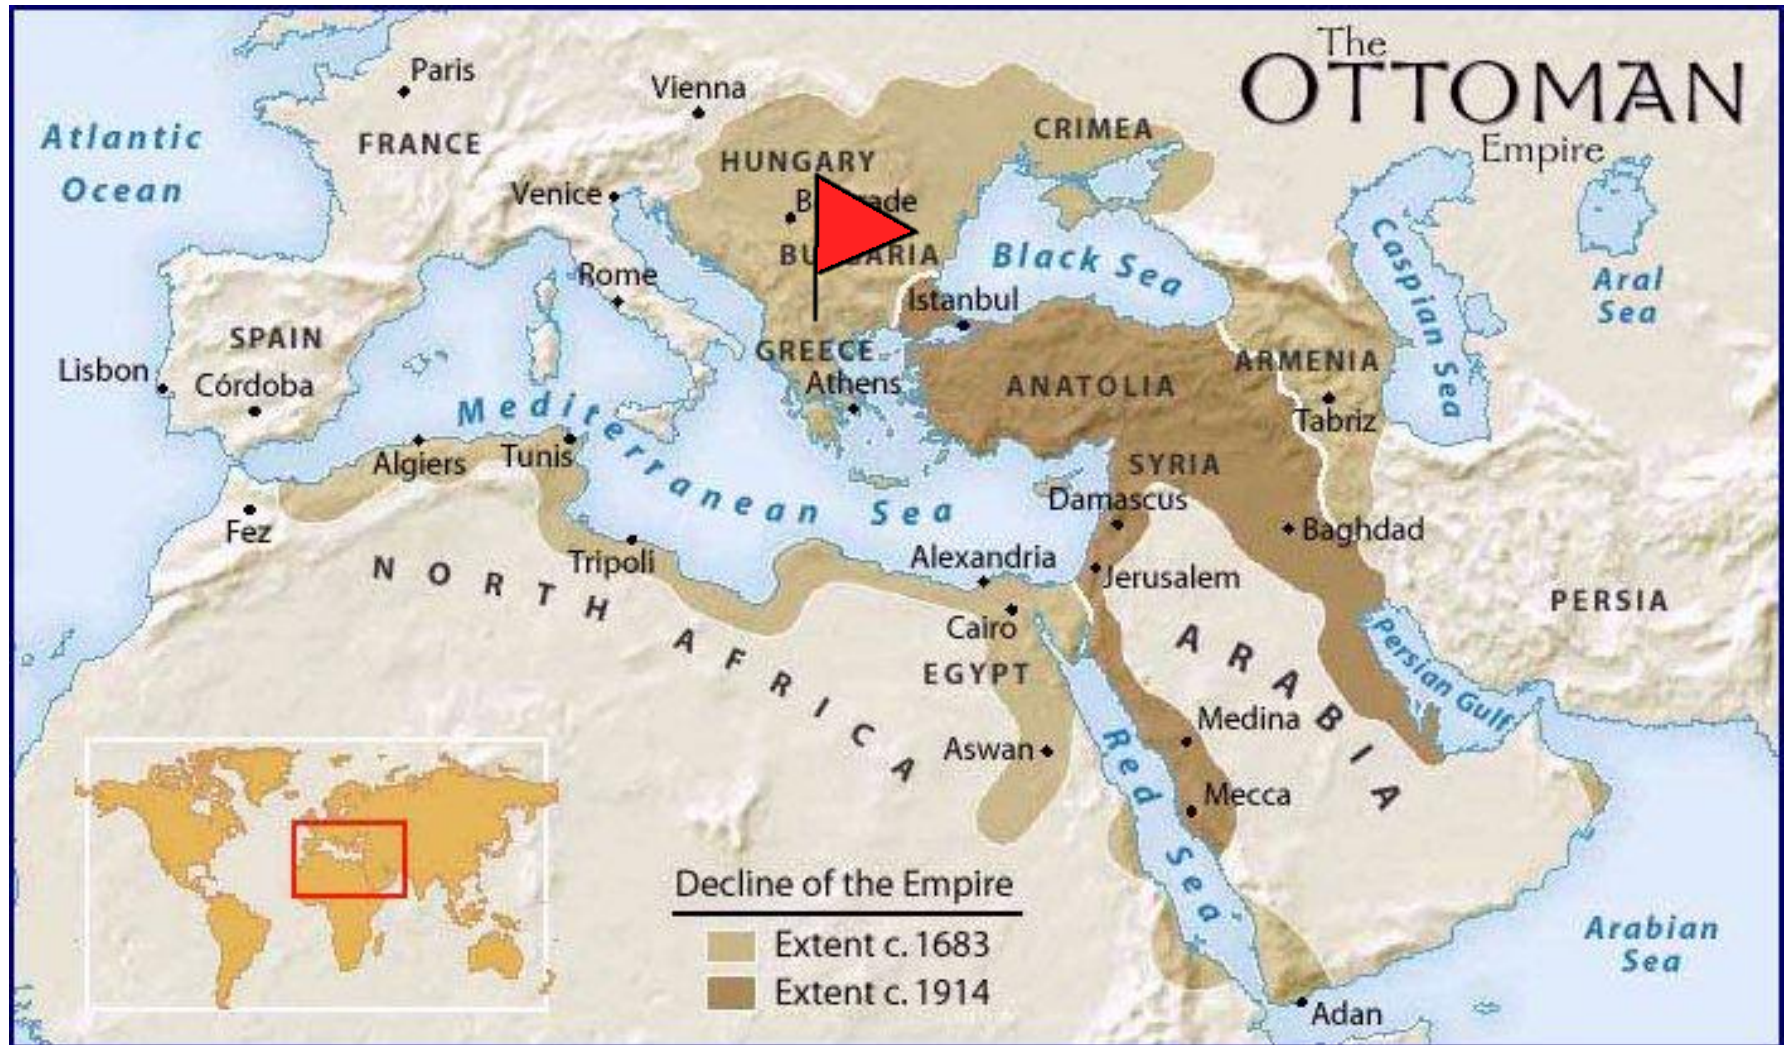 The
OTTOMAN
Empire
Paris
Vienna
Atlantic
Ocean
FRANCE
CRIMEA
HUNGARY
Venice
Caspian Sea
Aral
Sea
Black Sea
Rome
Istanbul
SPAIN
Lisbon
Córdoba
GREECE
Athens
ANATOLIA
ARMENIA
Tabriz
Mediterranean Sea
Algiers
Tunis
SYRIA
Damascus
Fez
Tripoli
Alexandria
Baghdad
Jerusalem
NORTH AFRICA
Cairo
EGYPT
ARABIA
PERSIA
Persian Gulf
Medina
Aswan
Red Sea
Mecca
Decline of the Empire
Extent c. 1683
Extent c. 1914
Arabian
Sea
Adan